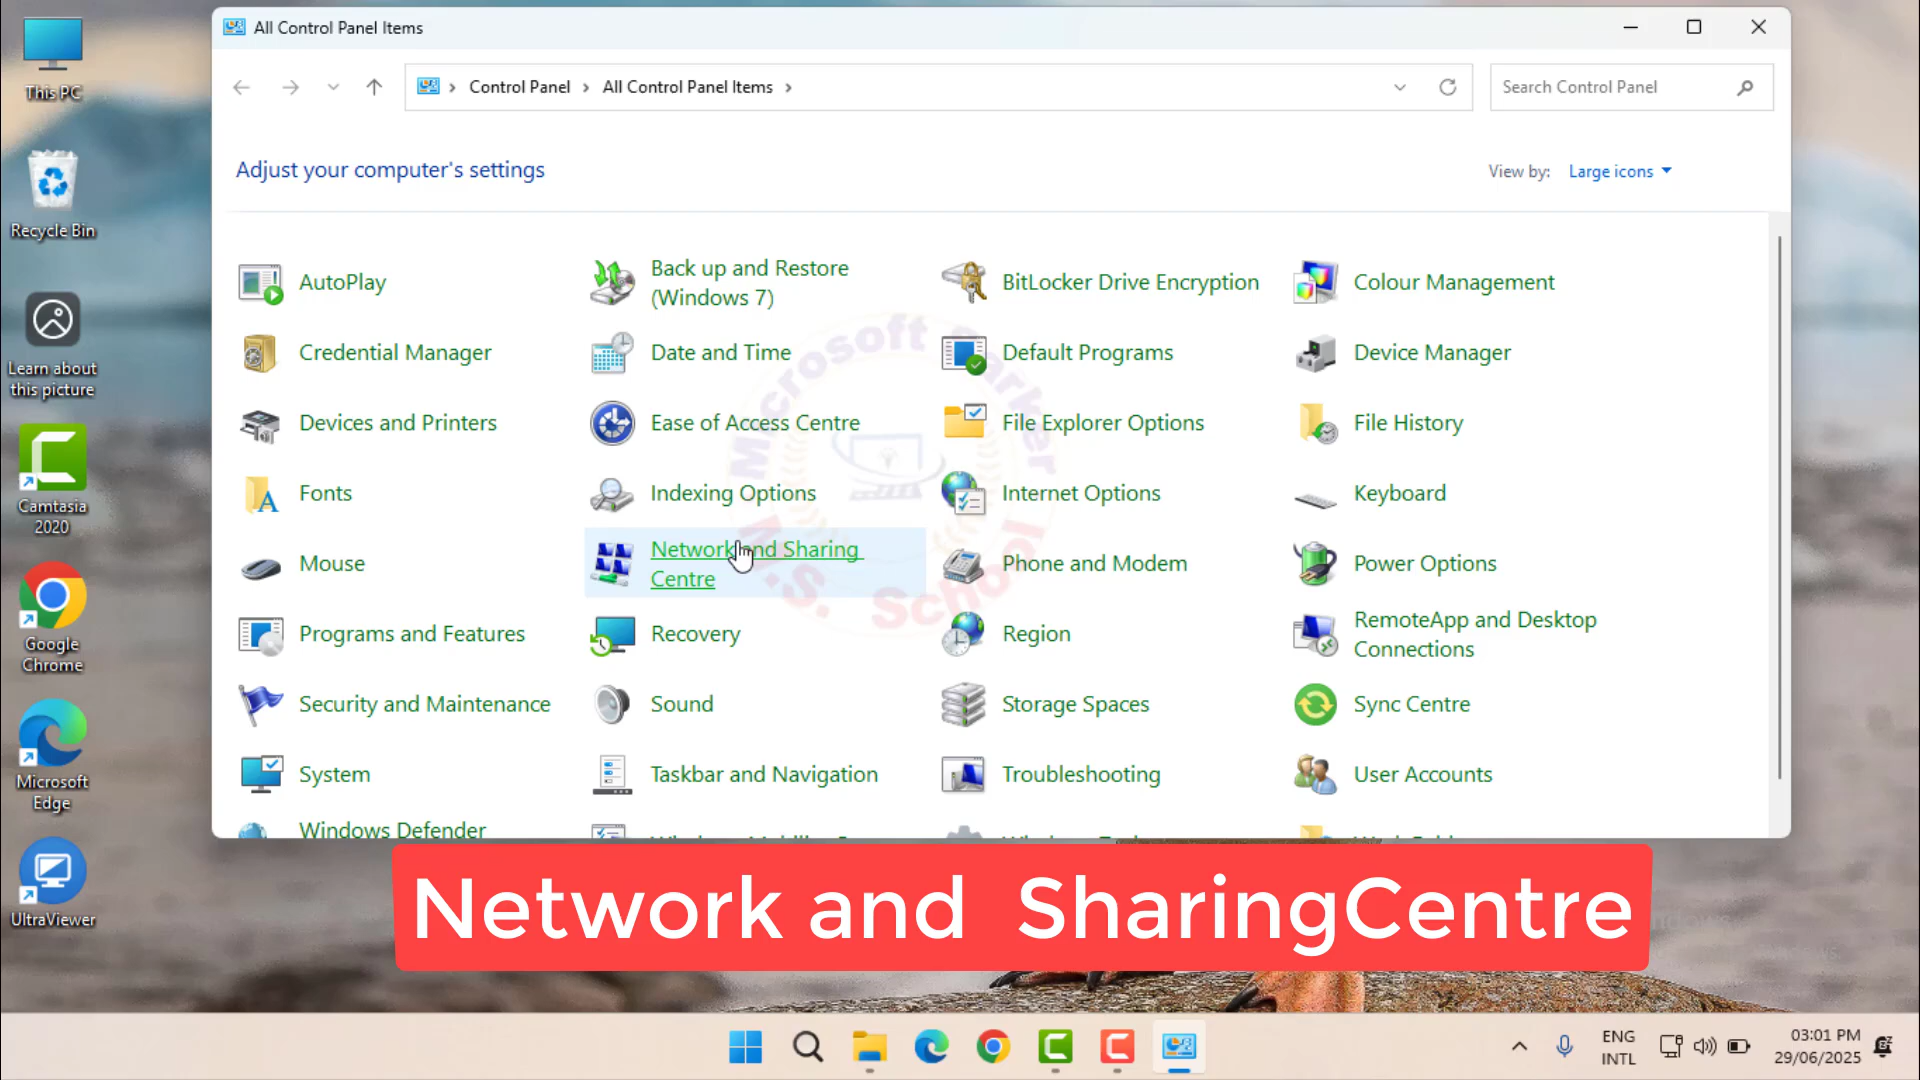 All Control Panel Items
Control Panel
All Control Panel Items
Search Control Panel
Adjust your computer's settings
View by: Large icons
AutoPlay
Back up and Restore
(Windows 7)
BitLocker Drive Encryption
Colour Management
Credential Manager
Date and Time
Default Programs
Device Manager
Devices and Printers
Ease of Access Centre
File Explorer Options
File History
Fonts
Indexing Options
Internet Options
Keyboard
Mouse
Network and Sharing
Centre
Phone and Modem
Power Options
Programs and Features
Recovery
Region
RemoteApp and Desktop
Connections
Security and Maintenance
Sound
Storage Spaces
Sync Centre
System
Taskbar and Navigation
Troubleshooting
User Accounts
Windows Defender
Microsoft Sarker
M.S. School
This PC
Recycle Bin
Learn about
this picture
Camtasia
2020
Google
Chrome
Microsoft
Edge
UltraViewer
Network and  SharingCentre
ENG
INTL
03:01 PM
29/06/2025